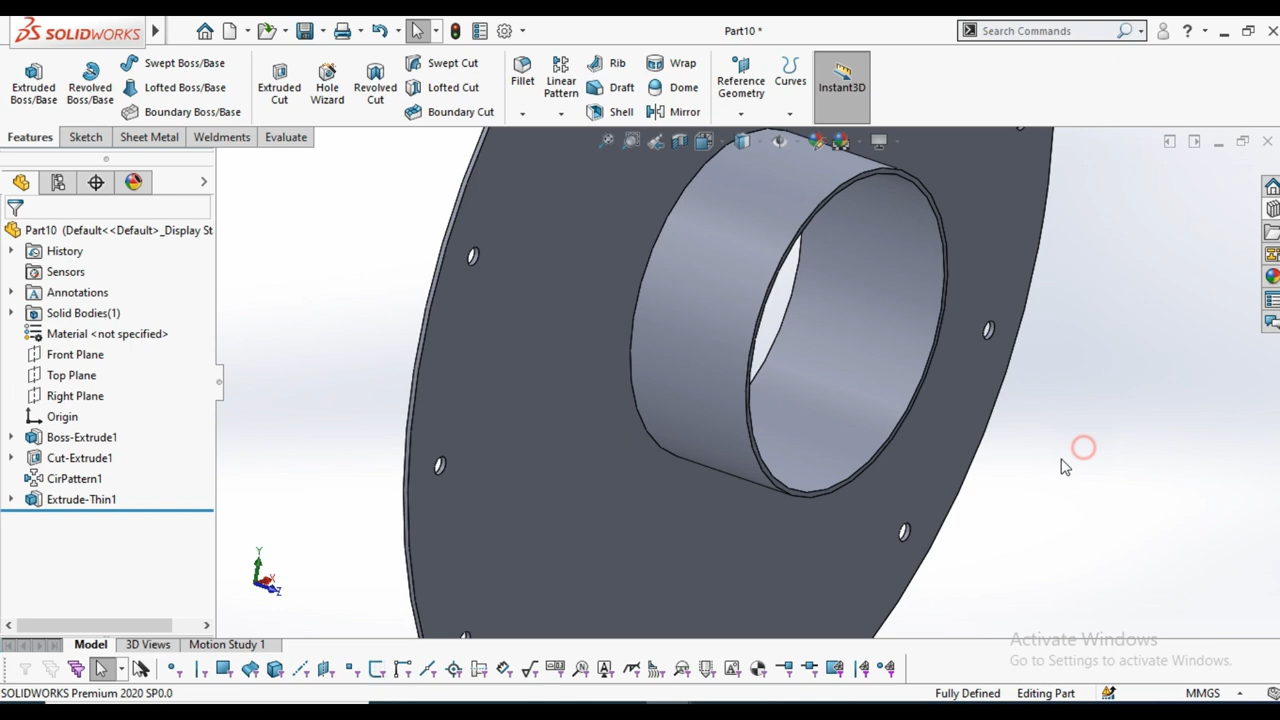 SOLIDWORKS
Part10 *
Search Commands
?
Extruded Boss/Base
Revolved Boss/Base
Swept Boss/Base
Lofted Boss/Base
Boundary Boss/Base
Extruded Cut
Hole Wizard
Revolved Cut
Swept Cut
Lofted Cut
Boundary Cut
Fillet
Linear Pattern
Rib
Draft
Shell
Wrap
Dome
Mirror
Reference Geometry
Curves
Instant3D
Features Sketch Sheet Metal Weldments Evaluate
Part10 (Default<<Default>_Display St
History
Sensors
Annotations
Solid Bodies(1)
Material <not specified>
Front Plane
Top Plane
Right Plane
Origin
Boss-Extrude1
Cut-Extrude1
CirPattern1
Extrude-Thin1
Y
X
Z
Model 3D Views Motion Study 1
Activate Windows
Go to Settings to activate Windows.
SOLIDWORKS Premium 2020 SP0.0
Fully Defined Editing Part MMGS